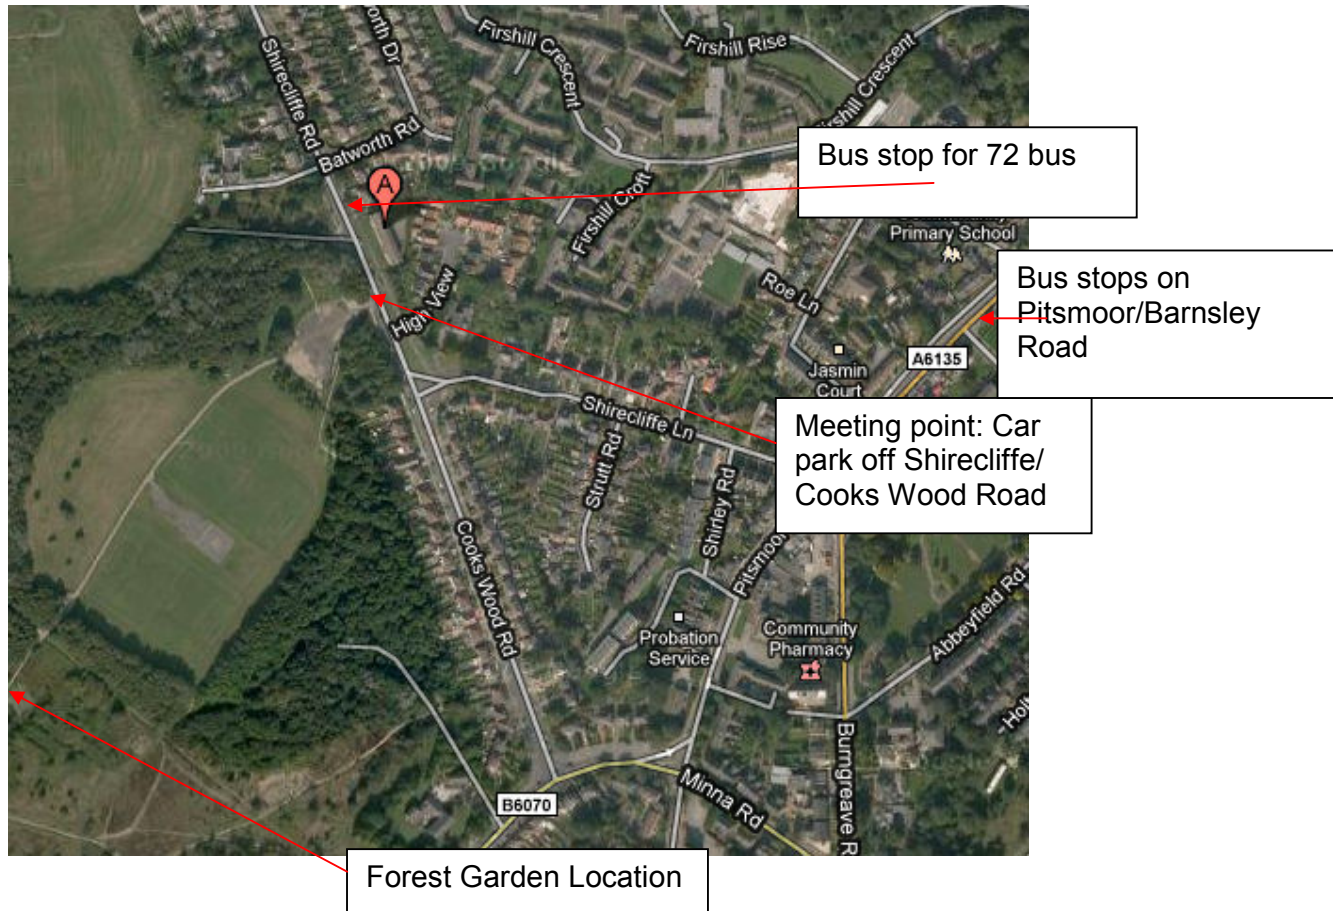 Shirecliffe Rd
orth Dr
Batworth Rd
Firshill Crescent
Firshill Rise
Firshill Crescent
Bus stop for 72 bus
A
Firshill Croft
Primary School
Bus stops on
Pitsmoor/Barnsley
Road
High View
Roe Ln
A6135
Jasmin
Court
Shirecliffe Ln
Meeting point: Car
park off Shirecliffe/
Cooks Wood Road
Strutt Rd
Shirley Rd
Cooks Wood Rd
Pitsmoor
Abbeyfield Rd
Probation
Service
Community
Pharmacy
Holt
Burngreave R
Minna Rd
B6070
Forest Garden Location